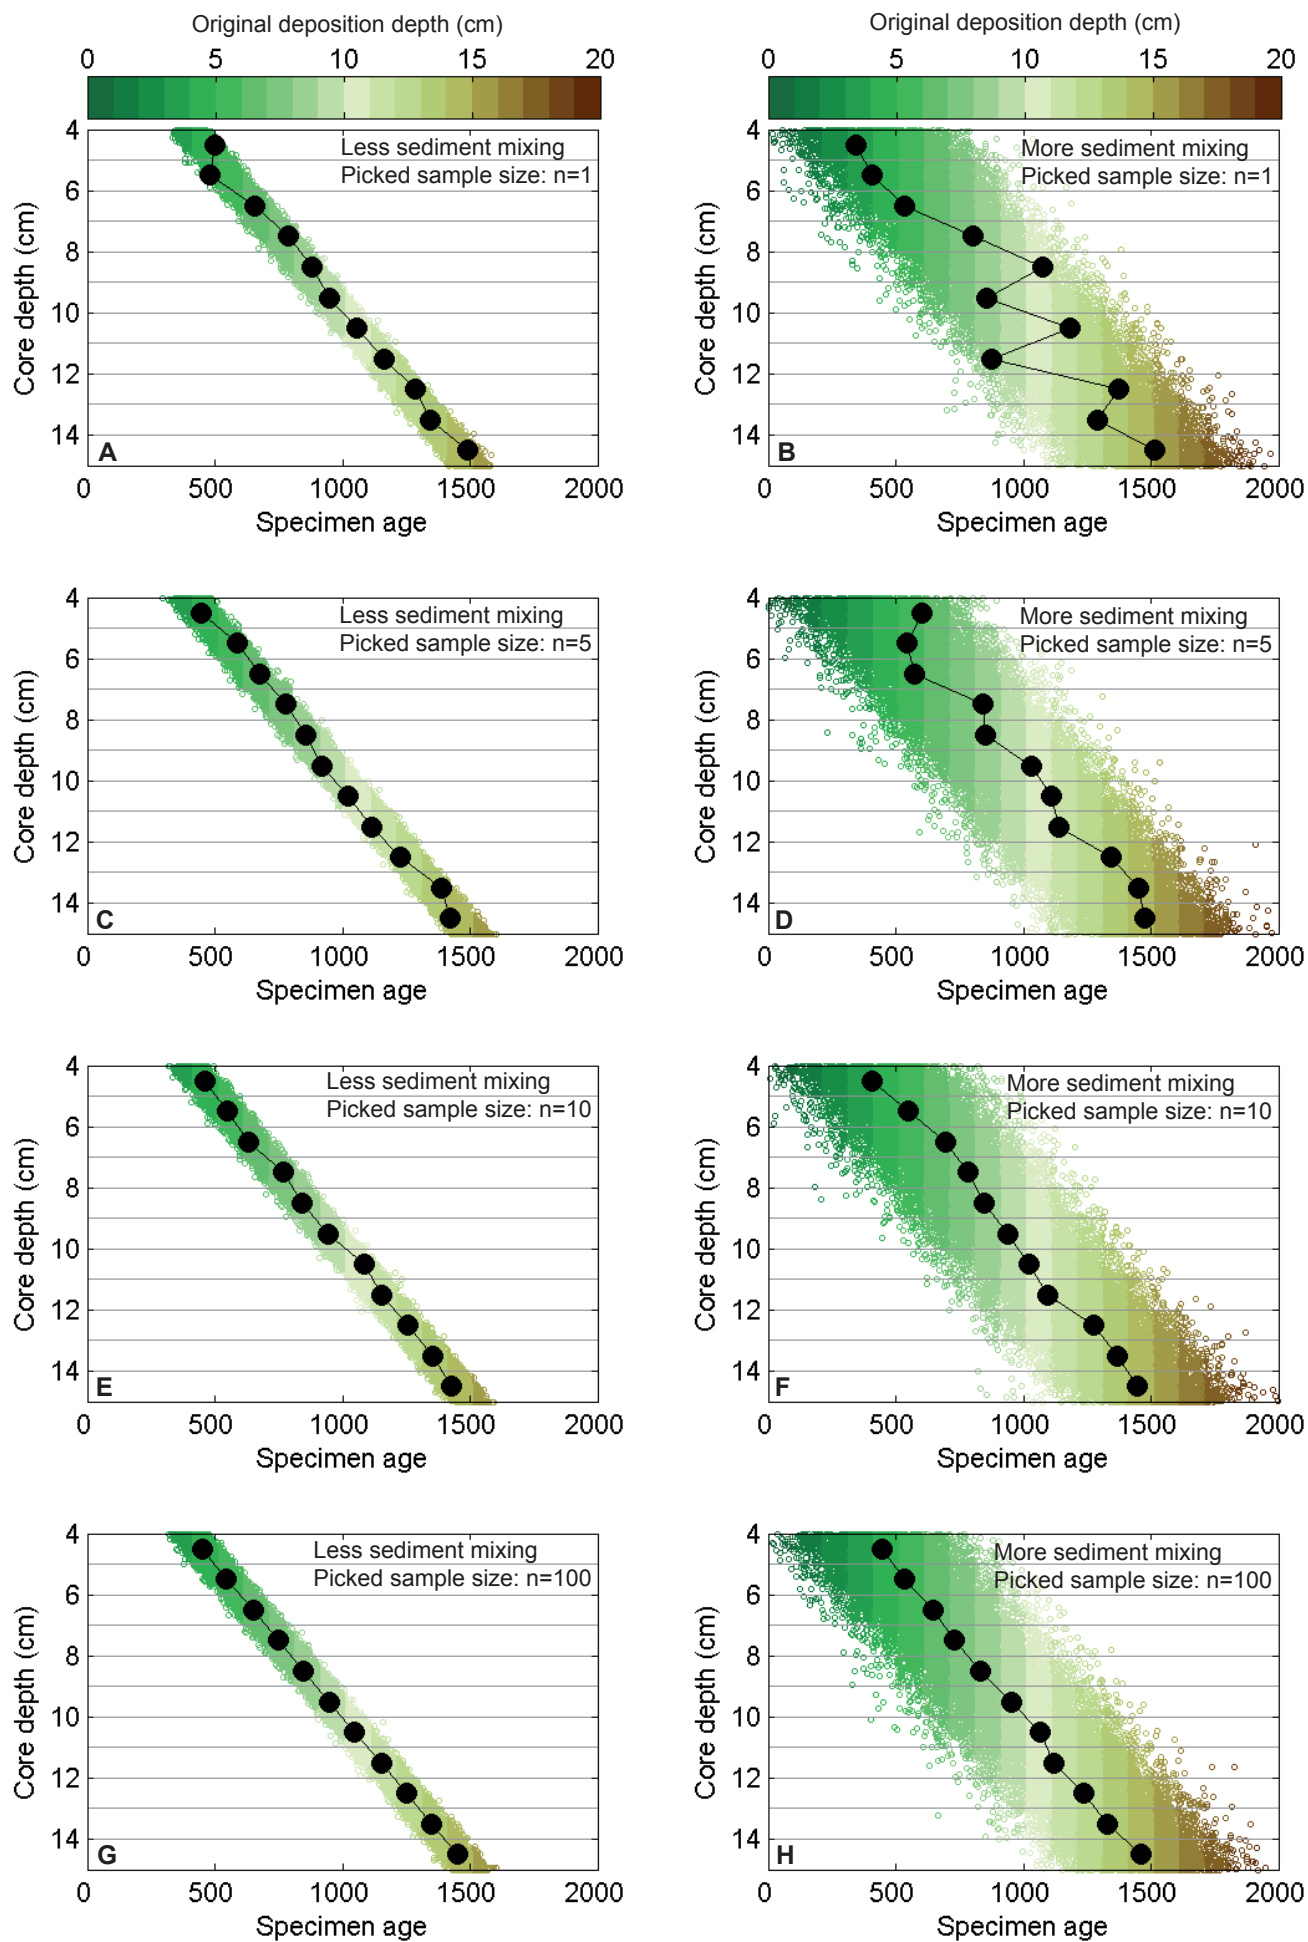 Original deposition depth (cm)
0 5 10 15 20
Less sediment mixing
Picked sample size: n=1
4
6
8
10
12
14
Core depth (cm)
A
0 500 1000 1500 2000
Specimen age
Original deposition depth (cm)
0 5 10 15 20
More sediment mixing
Picked sample size: n=1
4
6
8
10
12
14
Core depth (cm)
B
0 500 1000 1500 2000
Specimen age
Less sediment mixing
Picked sample size: n=5
4
6
8
10
12
14
Core depth (cm)
C
0 500 1000 1500 2000
Specimen age
More sediment mixing
Picked sample size: n=5
4
6
8
10
12
14
Core depth (cm)
D
0 500 1000 1500 2000
Specimen age
Less sediment mixing
Picked sample size: n=10
4
6
8
10
12
14
Core depth (cm)
E
0 500 1000 1500 2000
Specimen age
More sediment mixing
Picked sample size: n=10
4
6
8
10
12
14
Core depth (cm)
F
0 500 1000 1500 2000
Specimen age
Less sediment mixing
Picked sample size: n=100
4
6
8
10
12
14
Core depth (cm)
G
0 500 1000 1500 2000
Specimen age
More sediment mixing
Picked sample size: n=100
4
6
8
10
12
14
Core depth (cm)
H
0 500 1000 1500 2000
Specimen age